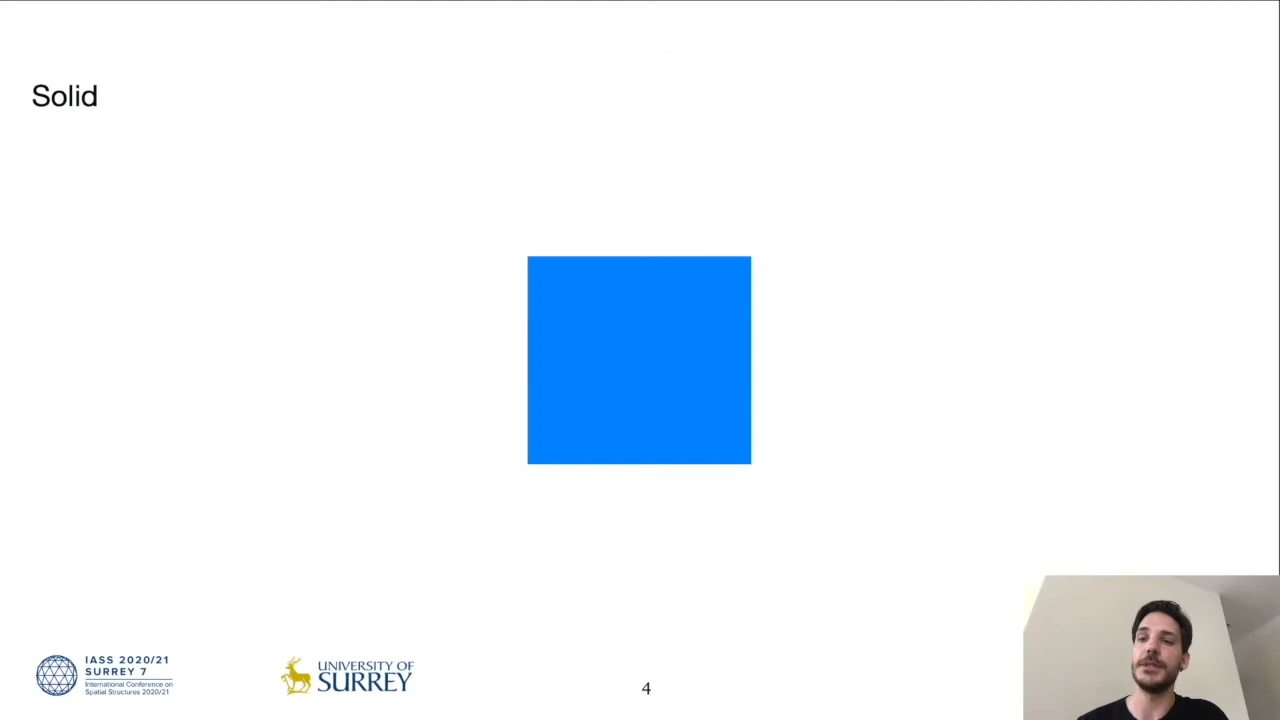 Solid
IASS 2020/21
SURREY 7
International Conference on
Spatial Structures 2020/21
UNIVERSITY OF
SURREY
4